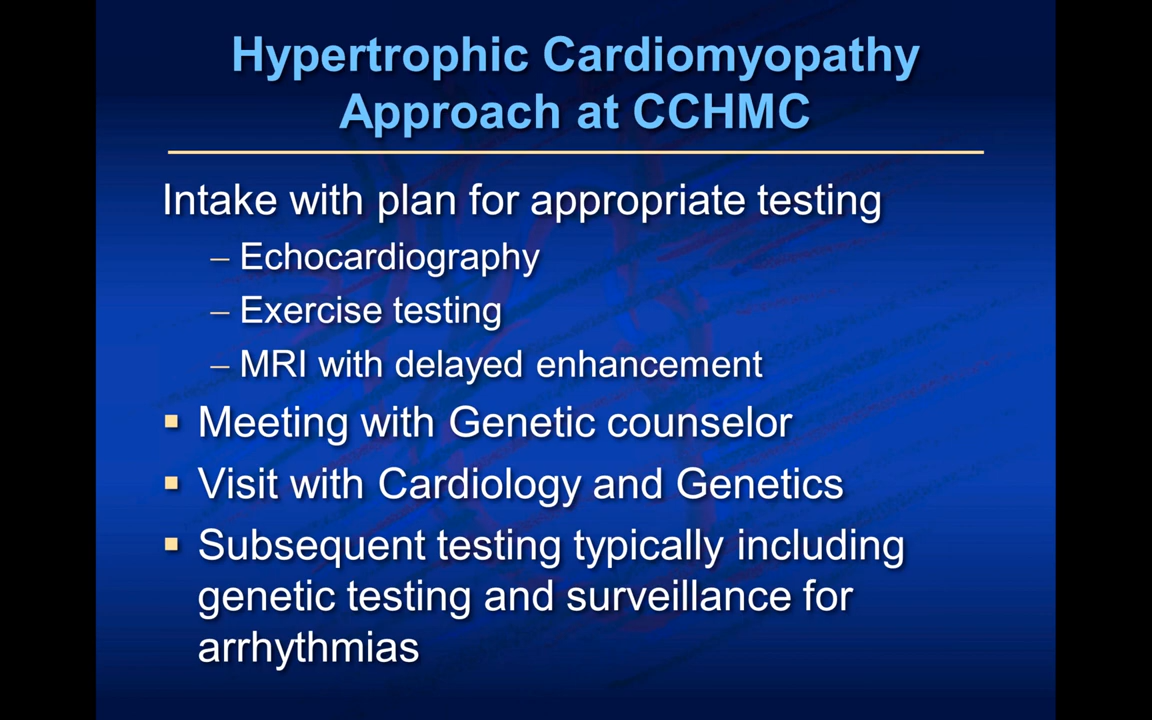 Hypertrophic Cardiomyopathy
Approach at CCHMC
Intake with plan for appropriate testing
– Echocardiography
– Exercise testing
– MRI with delayed enhancement
▪ Meeting with Genetic counselor
▪ Visit with Cardiology and Genetics
▪ Subsequent testing typically including
genetic testing and surveillance for
arrhythmias